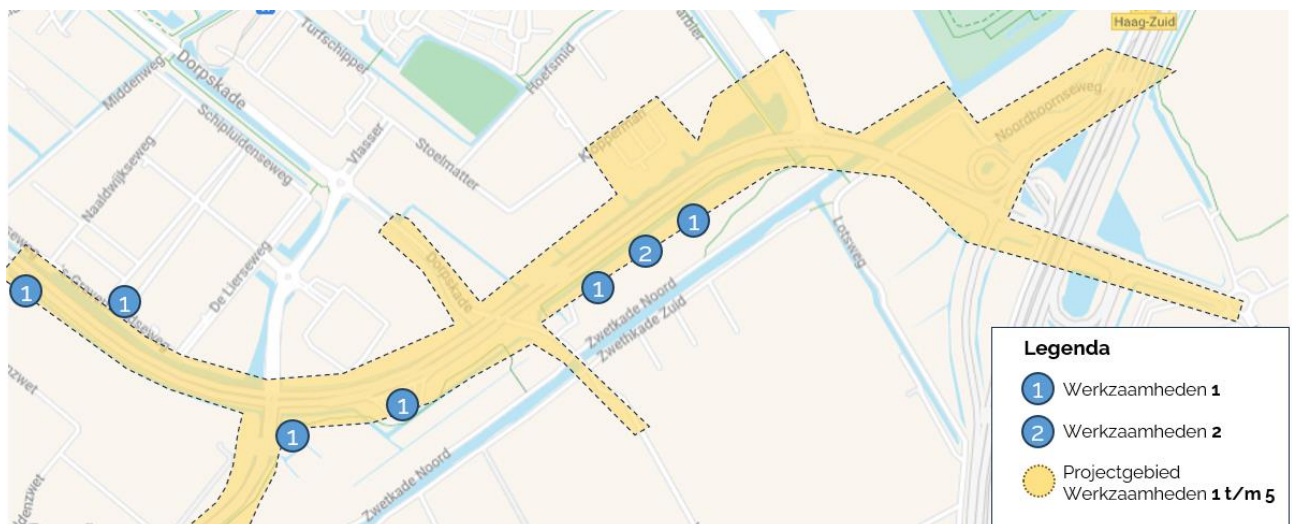 Haag-Zuid
Turfschipper
Dorpskade
Middenweg
Hoefsmid
Schipluidenseweg
Vlasser
Klopperman
Noordhoornseweg
Stoelmatter
Naaldwijkseweg
De Lierseweg
Dorpskade
Lotsweg
1
2
1
1
1
Zwetkade Noord
Zwethkade Zuid
1
1
Zwetkade Noord
Legenda
1 Werkzaamheden 1
2 Werkzaamheden 2
Projectgebied
Werkzaamheden 1 t/m 5